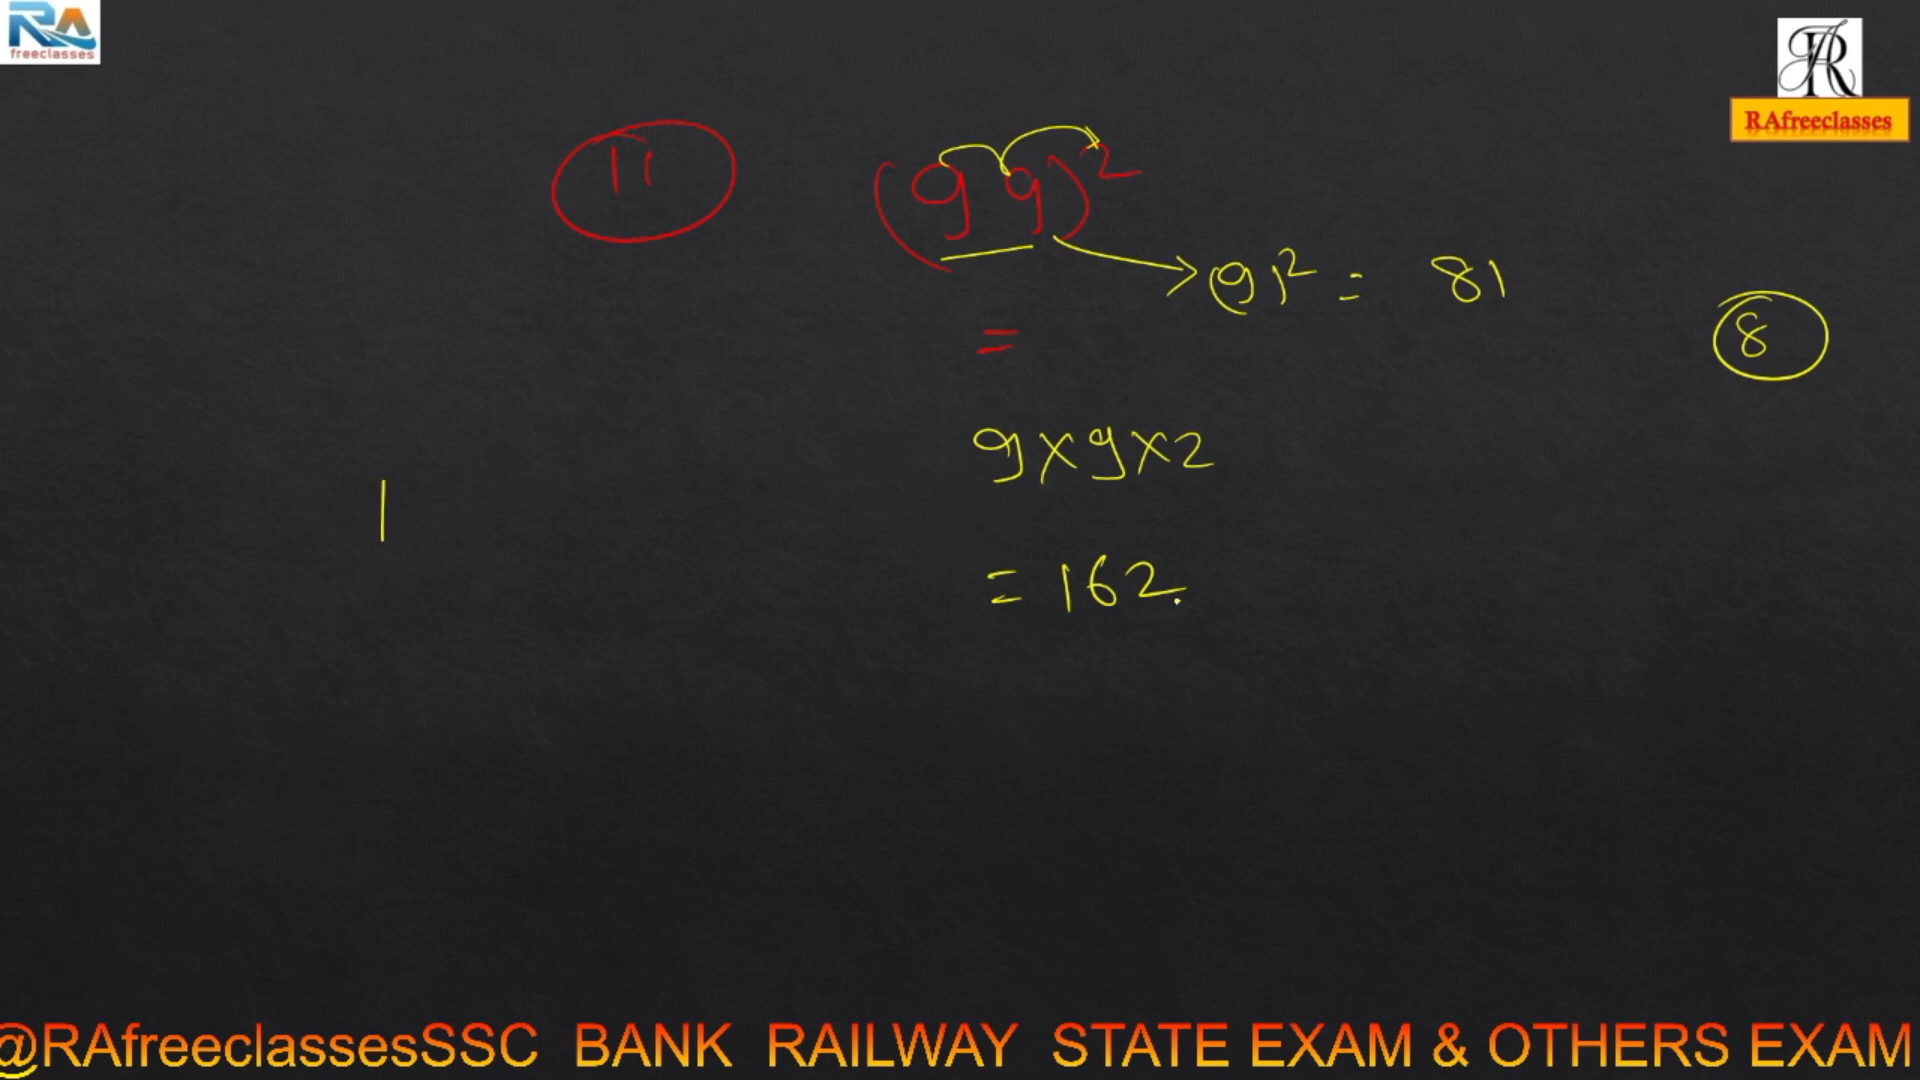 RA
freeclasses
AR
RAfreeclasses
11
(99)²
(9)² = 81
8
=
9×9×2
1
= 162.
@RAfreeclassesSSC BANK RAILWAY STATE EXAM & OTHERS EXAM